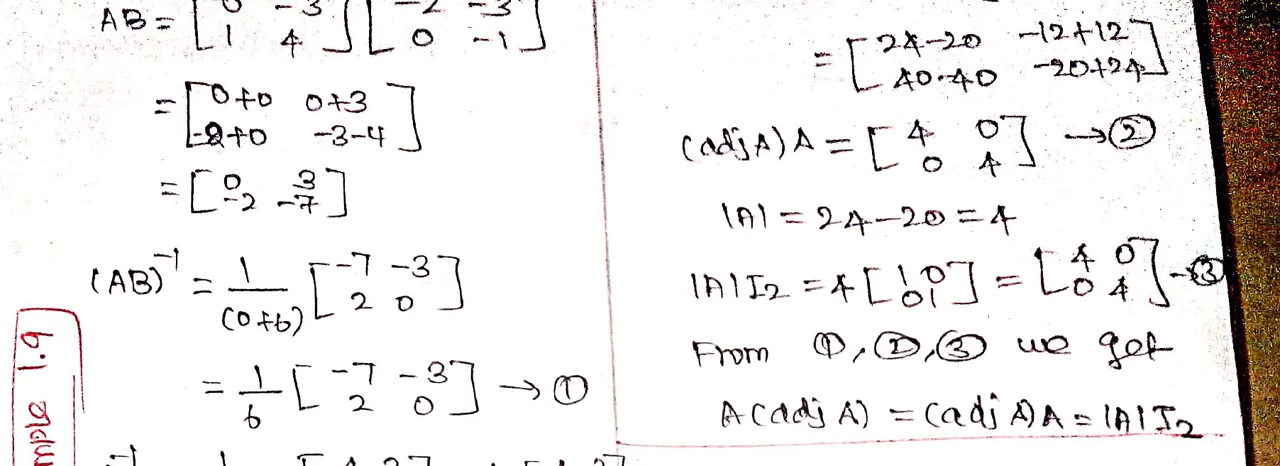 AB = [0 -3; 1 4] [-2 -3; 0 -1]
= [0+0 0+3; -2+0 -3-4]
= [0 3; -2 -7]
(AB)⁻¹ = 1/(0+6) [-7 -3; 2 0]
= 1/6 [-7 -3; 2 0] → ①
mple 1.9
= [24-20 -12+12; 40-40 -20+24]
(adj A) A = [4 0; 0 4] → ②
|A| = 24-20 = 4
|A| I₂ = 4 [1 0; 0 1] = [4 0; 0 4] - ③
From ①, ②, ③ we get
A (adj A) = (adj A) A = |A| I₂